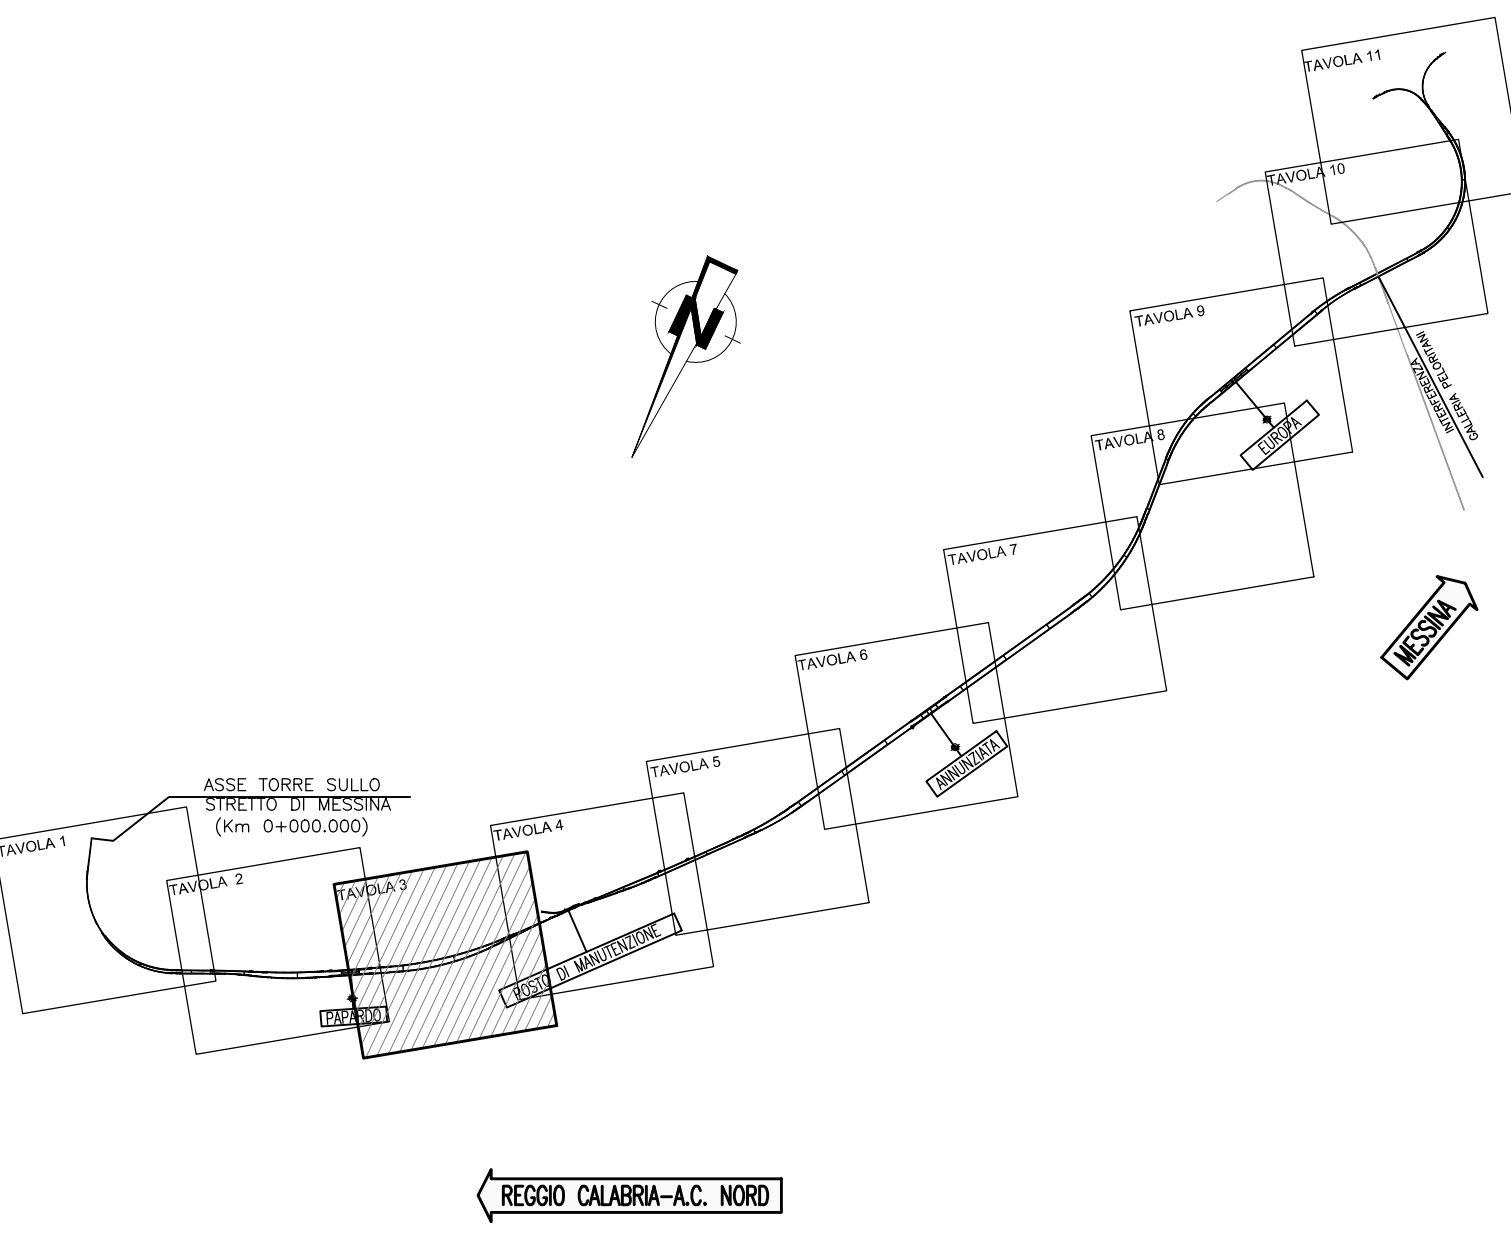 TAVOLA 11
TAVOLA 10
TAVOLA 9
INTERFERENZA
GALLERIA PELORITANI
EUROPA
TAVOLA 8
TAVOLA 7
N
MESSINA
TAVOLA 6
ANNUNZIATA
TAVOLA 5
ASSE TORRE SULLO
STRETTO DI MESSINA
(Km 0+000.000)
TAVOLA 4
TAVOLA 1
TAVOLA 2
TAVOLA 3
POSTO DI MANUTENZIONE
PAPARDO
REGGIO CALABRIA-A.C. NORD